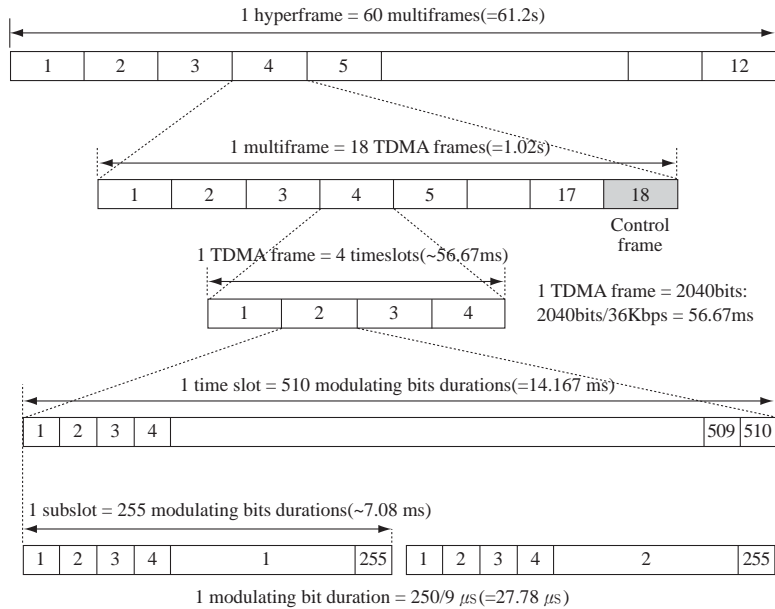 1 hyperframe = 60 multiframes(=61.2s)
1 2 3 4 5 12
1 multiframe = 18 TDMA frames(=1.02s)
1 2 3 4 5 17 18
Control
frame
1 TDMA frame = 4 timeslots(~56.67ms)
1 TDMA frame = 2040bits:
2040bits/36Kbps = 56.67ms
1 2 3 4
1 time slot = 510 modulating bits durations(=14.167 ms)
1 2 3 4 509 510
1 subslot = 255 modulating bits durations(~7.08 ms)
1 2 3 4 1 255 1 2 3 4 2 255
1 modulating bit duration = 250/9 μs(=27.78 μs)